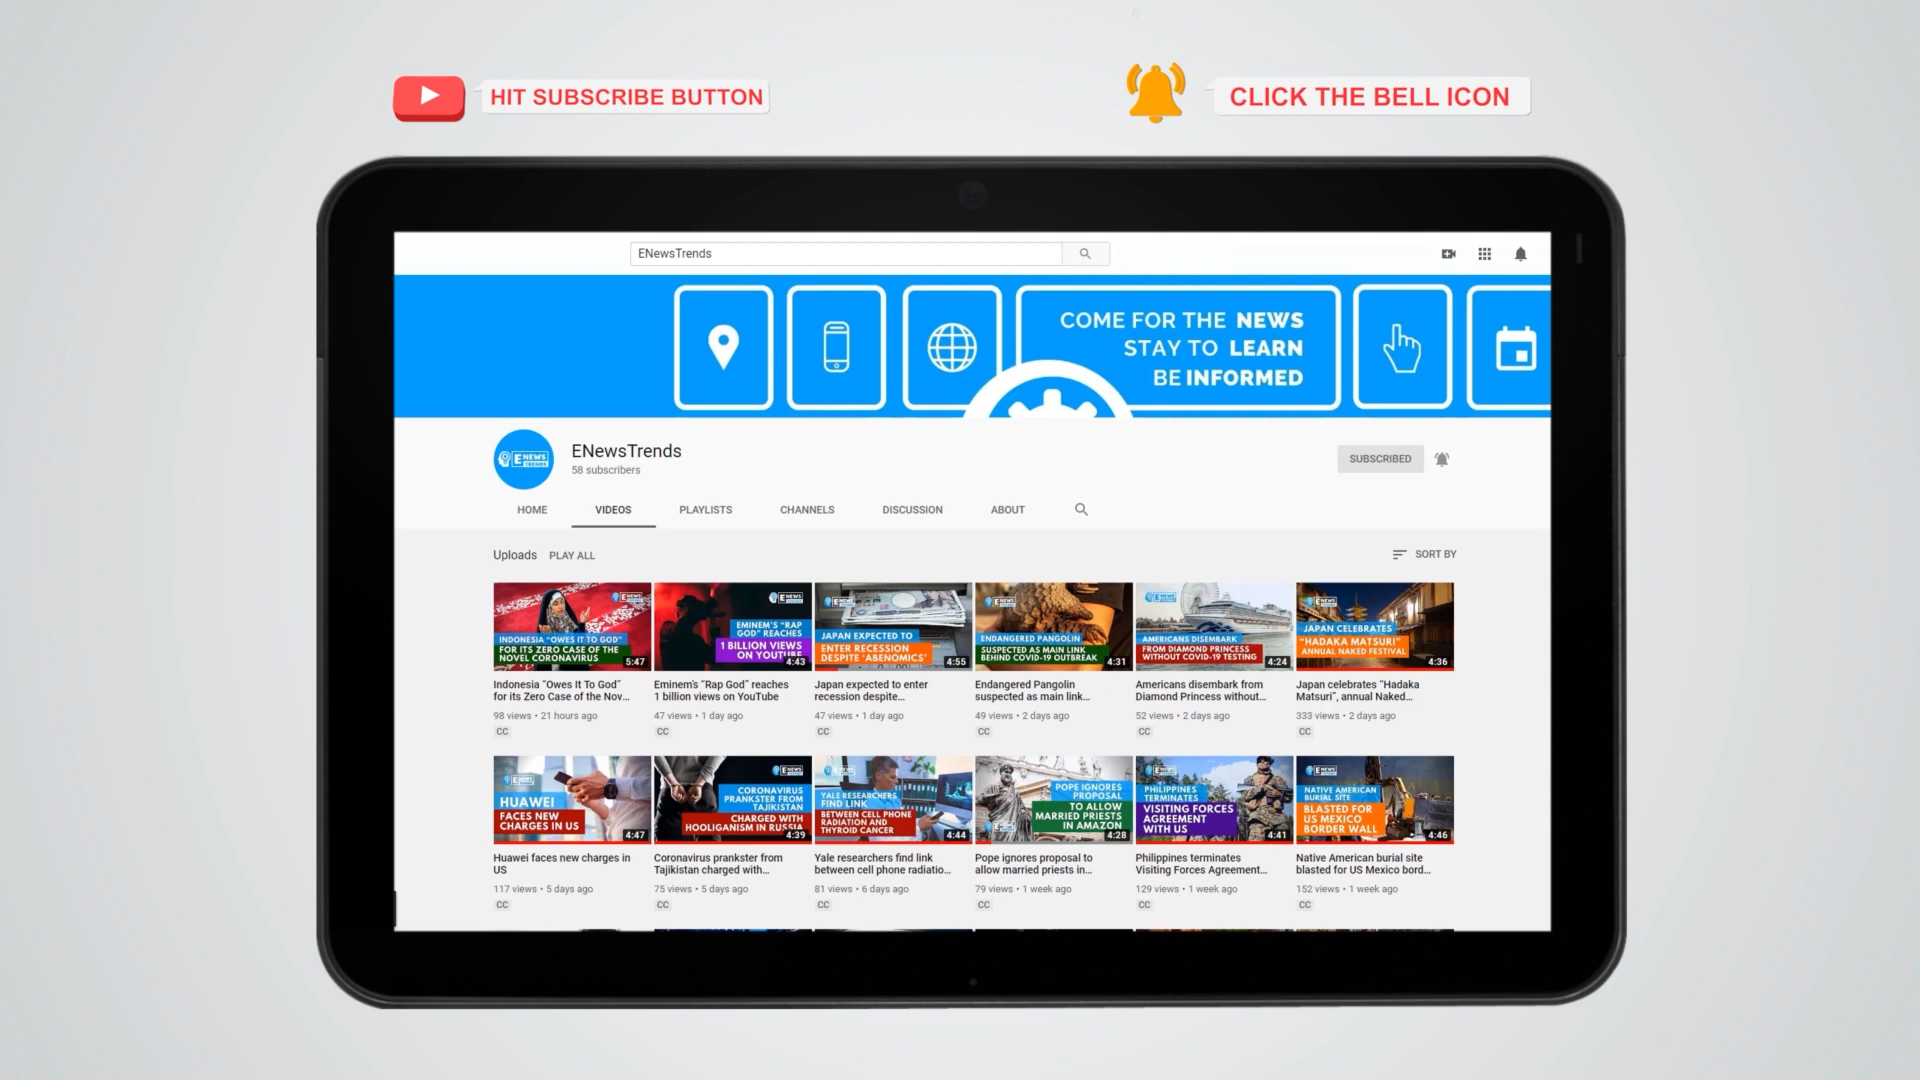 HIT SUBSCRIBE BUTTON
CLICK THE BELL ICON
ENewsTrends
COME FOR THE NEWS
STAY TO LEARN
BE INFORMED
E NEWS
TRENDS
ENewsTrends
58 subscribers
SUBSCRIBED
HOME VIDEOS PLAYLISTS CHANNELS DISCUSSION ABOUT
Uploads PLAY ALL
SORT BY
INDONESIA "OWES IT TO GOD"
FOR ITS ZERO CASE OF THE
NOVEL CORONAVIRUS
5:47
Indonesia "Owes It To God"
for its Zero Case of the Nov...
98 views • 21 hours ago
CC
EMINEM'S "RAP
GOD" REACHES
1 BILLION VIEWS
ON YOUTUBE
4:43
Eminem's "Rap God" reaches
1 billion views on YouTube
47 views • 1 day ago
CC
JAPAN EXPECTED TO
ENTER RECESSION
DESPITE 'ABENOMICS'
4:55
Japan expected to enter
recession despite...
47 views • 1 day ago
CC
ENDANGERED PANGOLIN
SUSPECTED AS MAIN LINK
BEHIND COVID-19 OUTBREAK
4:31
Endangered Pangolin
suspected as main link...
49 views • 2 days ago
CC
AMERICANS DISEMBARK
FROM DIAMOND PRINCESS
WITHOUT COVID-19 TESTING
4:24
Americans disembark from
Diamond Princess without...
52 views • 2 days ago
CC
JAPAN CELEBRATES
"HADAKA MATSURI"
ANNUAL NAKED FESTIVAL
4:36
Japan celebrates "Hadaka
Matsuri", annual Naked...
333 views • 2 days ago
CC
HUAWEI
FACES NEW
CHARGES IN US
4:47
Huawei faces new charges in
US
117 views • 5 days ago
CC
CORONAVIRUS
PRANKSTER FROM
TAJIKISTAN
CHARGED WITH
HOOLIGANISM IN RUSSIA
4:39
Coronavirus prankster from
Tajikistan charged with...
75 views • 5 days ago
CC
YALE RESEARCHERS
FIND LINK
BETWEEN CELL PHONE
RADIATION AND
THYROID CANCER
4:44
Yale researchers find link
between cell phone radiatio...
81 views • 6 days ago
CC
POPE IGNORES
PROPOSAL
TO ALLOW
MARRIED PRIESTS
IN AMAZON
4:28
Pope ignores proposal to
allow married priests in...
79 views • 1 week ago
CC
PHILIPPINES
TERMINATES
VISITING FORCES
AGREEMENT
WITH US
4:41
Philippines terminates
Visiting Forces Agreement...
129 views • 1 week ago
CC
NATIVE AMERICAN
BURIAL SITE
BLASTED FOR
US MEXICO
BORDER WALL
4:46
Native American burial site
blasted for US Mexico bord...
152 views • 1 week ago
CC